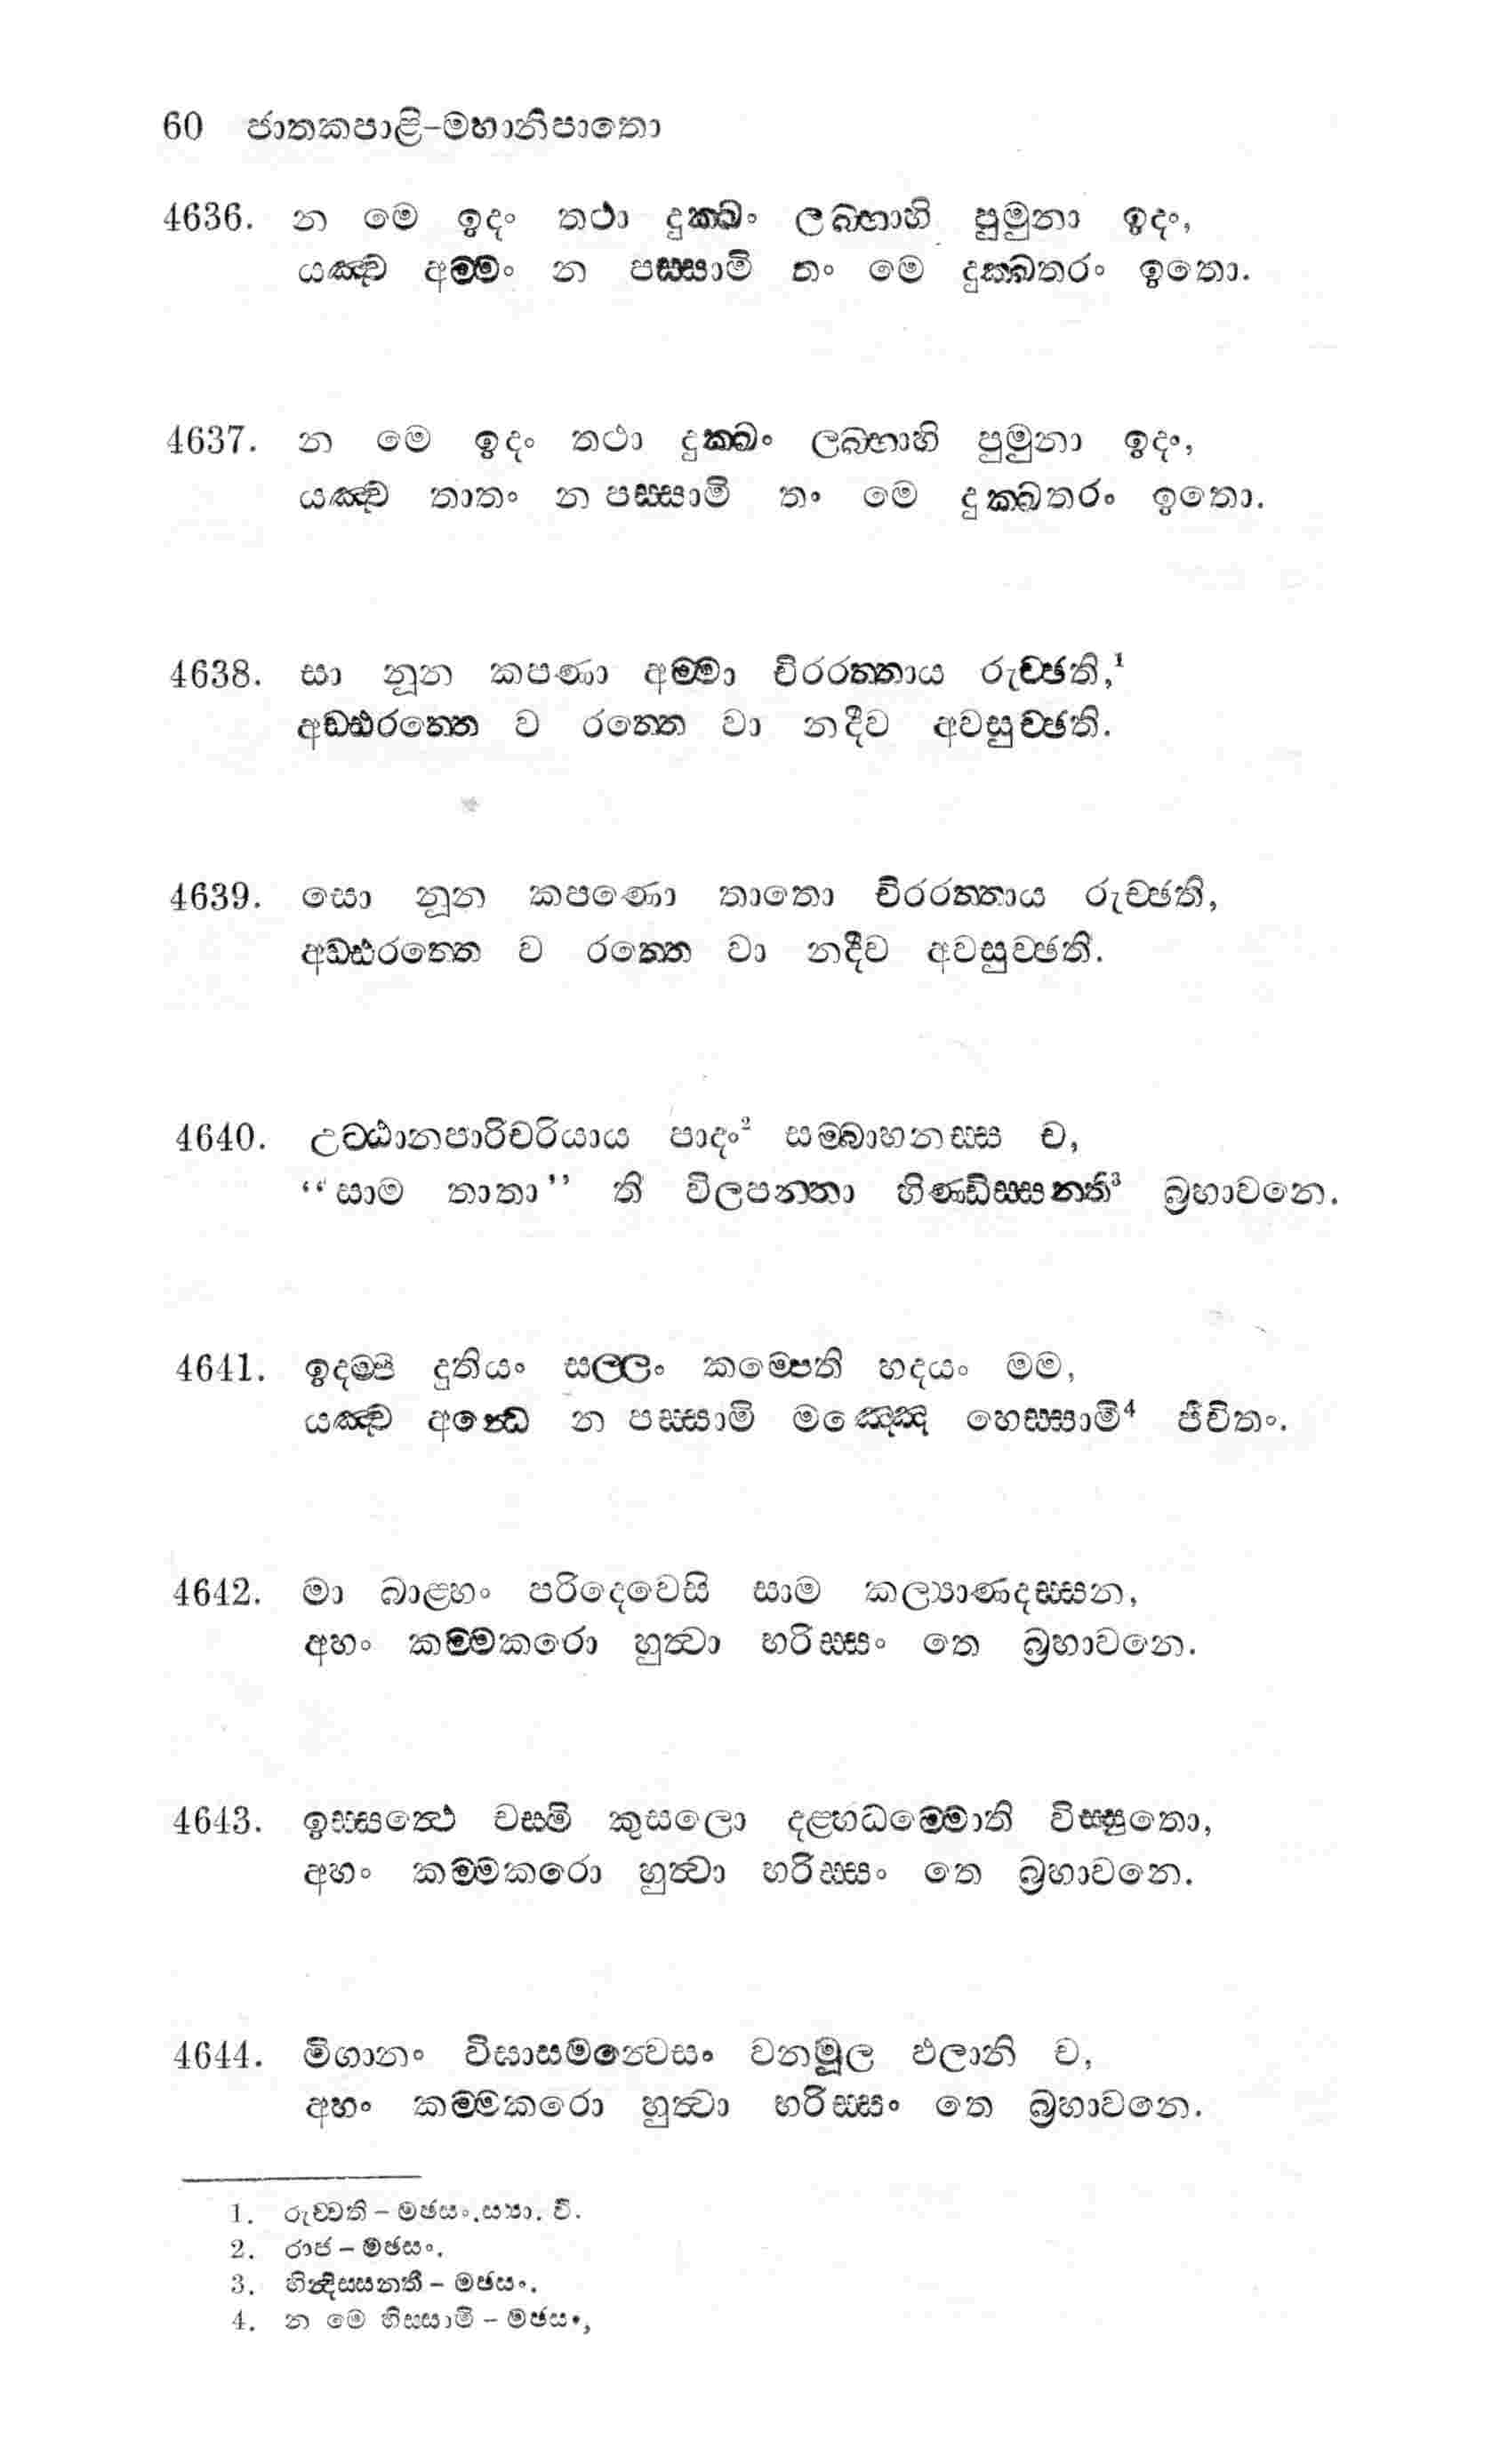 60 ජාතකපාළි-මහානිපාතො
4636. න මෙ ඉදං තථා දුක්ඛං ලබ්භාහි පුමුනා ඉදං,
යඤ්ච අම්මං න පස්සාමි තං මෙ දුක්ඛතරං ඉතො.
4637. න මෙ ඉදං තථා දුක්ඛං ලබ්භාහි පුමුනා ඉදං,
යඤ්ච තාතං න පස්සාමි තං මෙ දුක්ඛතරං ඉතො.
4638. සා නූන කපණා අම්මා චිරරත්තාය රුච්ඡති,¹
අඩ්ඪරත්තෙ ව රත්තෙ වා නදීව අවසුච්ඡති.
4639. සො නූන කපණො තාතො චිරරත්තාය රුච්ඡති,
අඩ්ඪරත්තෙ ව රත්තෙ වා නදීව අවසුච්ඡති.
4640. උට්ඨානපාරිචරියාය පාදං² සම්බාහනස්ස ච,
“සාම තාතා” ති විලපන්තා හිණ්ඩිස්සන්ති³ බ්‍රහාවනෙ.
4641. ඉදම්පි දුතියං සල්ලං කම්පෙති හදයං මම,
යඤ්ච අන්ධෙ න පස්සාමි මඤ්ඤෙ හෙස්සාමි⁴ ජීවිතං.
4642. මා බාළ්හං පරිදෙවෙසි සාම කල්‍යාණදස්සන,
අහං කම්මකරො හුත්වා භරිස්සං තෙ බ්‍රහාවනෙ.
4643. ඉස්සත්ථෙ චස්මි කුසලො දළ්හධම්මොති විස්සුතො,
අහං කම්මකරො හුත්වා භරිස්සං තෙ බ්‍රහාවනෙ.
4644. මිගානං විඝාසමන්වෙසං වනමූල ඵලානි ච,
අහං කම්මකරො හුත්වා භරිස්සං තෙ බ්‍රහාවනෙ.
1. රුච්චති – මඡසං.ස්‍යා. වි.
2. රාජ – මඡසං.
3. හින්දිස්සන්තී – මඡසං.
4. න මෙ හිස්සාමි – මඡසං,